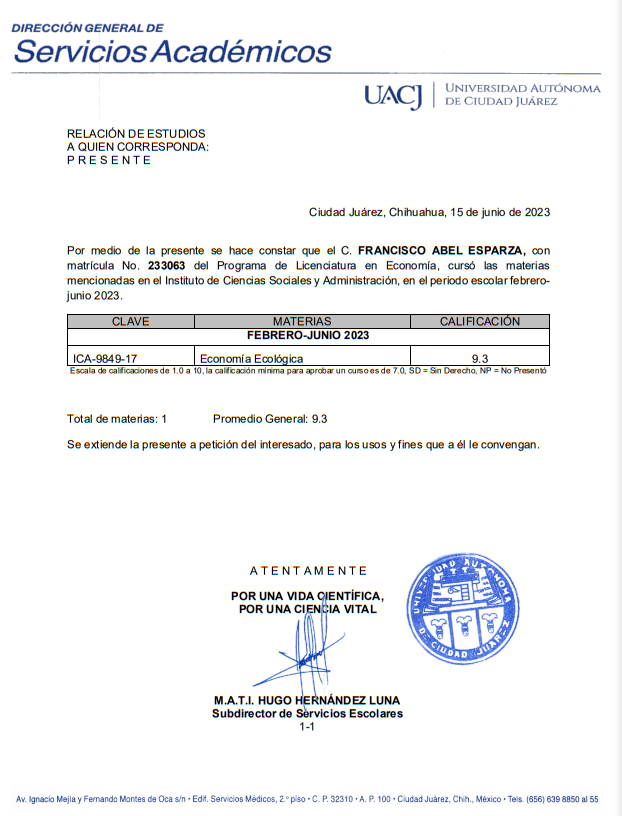 DIRECCIÓN GENERAL DE
Servicios Académicos
UACJ
UNIVERSIDAD AUTÓNOMA
DE CIUDAD JUÁREZ
RELACIÓN DE ESTUDIOS
A QUIEN CORRESPONDA:
P R E S E N T E
Ciudad Juárez, Chihuahua, 15 de junio de 2023
Por medio de la presente se hace constar que el C. FRANCISCO ABEL ESPARZA, con
matrícula No. 233063 del Programa de Licenciatura en Economía, cursó las materias
mencionadas en el Instituto de Ciencias Sociales y Administración, en el periodo escolar febrero-
junio 2023.
CLAVE MATERIAS CALIFICACIÓN
FEBRERO-JUNIO 2023
ICA-9849-17 Economía Ecológica 9.3
Escala de calificaciones de 1.0 a 10, la calificación mínima para aprobar un curso es de 7.0, SD = Sin Derecho, NP = No Presentó
Total de materias: 1 Promedio General: 9.3
Se extiende la presente a petición del interesado, para los usos y fines que a él le convengan.
A T E N T A M E N T E
POR UNA VIDA CIENTÍFICA,
POR UNA CIENCIA VITAL
UNIVERSIDAD AUTONOMA
DE CIUDAD JUAREZ
M.A.T.I. HUGO HERNÁNDEZ LUNA
Subdirector de Servicios Escolares
1-1
Av. Ignacio Mejía y Fernando Montes de Oca s/n • Edif. Servicios Médicos, 2.° piso • C. P. 32310 • A. P. 100 • Ciudad Juárez, Chih., México • Tels. (656) 639 8850 al 55